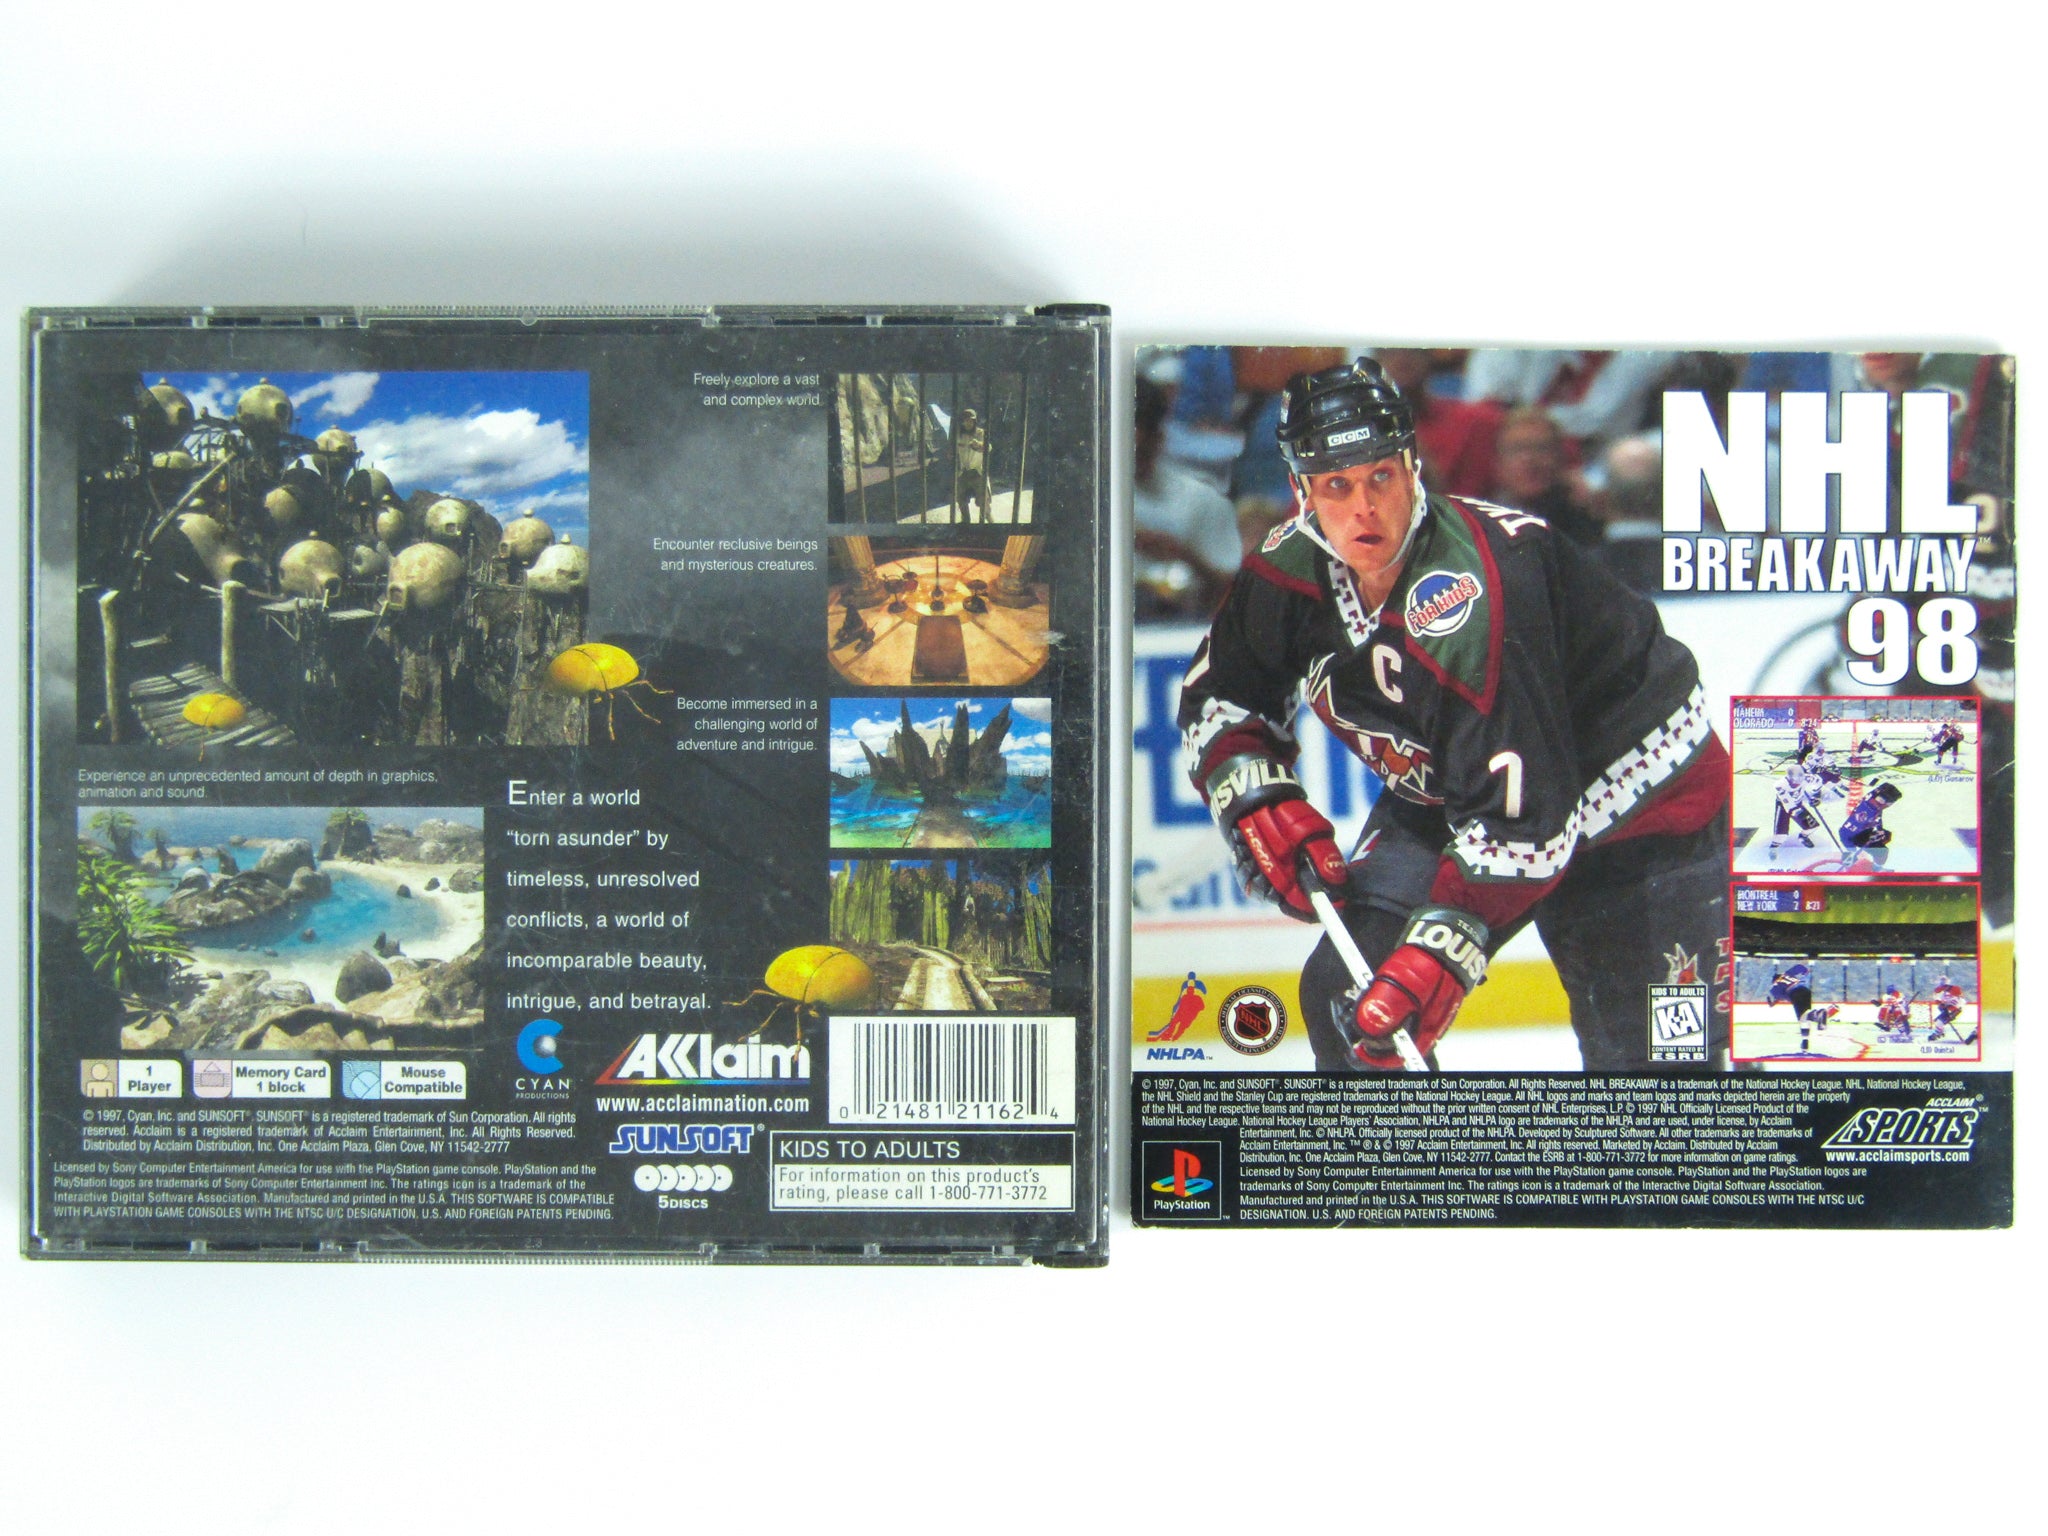 Freely explore a vast
and complex world.
Encounter reclusive beings
and mysterious creatures.
Become immersed in a
challenging world of
adventure and intrigue.
Experience an unprecedented amount of depth in graphics,
animation and sound.
Enter a world
“torn asunder” by
timeless, unresolved
conflicts, a world of
incomparable beauty,
intrigue, and betrayal.
1
Player
Memory Card
1 block
Mouse
Compatible
CYAN
PRODUCTIONS
AKKlaim
www.acclaimnation.com
SUNSOFT®
5DISCS
0 21481 21162 4
KIDS TO ADULTS
For information on this product's
rating, please call 1-800-771-3772
© 1997, Cyan, Inc. and SUNSOFT®. SUNSOFT® is a registered trademark of Sun Corporation. All rights
reserved. Acclaim is a registered trademark of Acclaim Entertainment, Inc. All Rights Reserved.
Distributed by Acclaim Distribution, Inc. One Acclaim Plaza, Glen Cove, NY 11542-2777
Licensed by Sony Computer Entertainment America for use with the PlayStation game console. PlayStation and the
PlayStation logos are trademarks of Sony Computer Entertainment Inc. The ratings icon is a trademark of the
Interactive Digital Software Association. Manufactured and printed in the U.S.A. THIS SOFTWARE IS COMPATIBLE
WITH PLAYSTATION GAME CONSOLES WITH THE NTSC U/C DESIGNATION. U.S. AND FOREIGN PATENTS PENDING.
NHL
BREAKAWAY™
98
CCM
FOR KIDS
C
7
LOUIS
NHLPA™
NHL
KIDS TO ADULTS
K-A
CONTENT RATED BY
ESRB
OLORADO 0 8:24
(LD) Gusarov
MONTREAL 0
NEW YORK 2 8:21
(LD) Quintal
© 1997, Cyan, Inc. and SUNSOFT®. SUNSOFT® is a registered trademark of Sun Corporation. All Rights Reserved. NHL BREAKAWAY is a trademark of the National Hockey League. NHL, National Hockey League,
the NHL Shield and the Stanley Cup are registered trademarks of the National Hockey League. All NHL logos and marks and team logos and marks depicted herein are the property
of the NHL and the respective teams and may not be reproduced without the prior written consent of NHL Enterprises, L.P. © 1997 NHL Officially Licensed Product of the
National Hockey League. National Hockey League Players' Association, NHLPA and NHLPA logo are trademarks of the NHLPA and are used, under license, by Acclaim
Entertainment, Inc. © NHLPA. Officially licensed product of the NHLPA. Developed by Sculptured Software. All other trademarks are trademarks of
Acclaim Entertainment, Inc. ™ ® & © 1997 Acclaim Entertainment, Inc. All rights reserved. Marketed by Acclaim. Distributed by Acclaim
Distribution, Inc. One Acclaim Plaza, Glen Cove, NY 11542-2777. Contact the ESRB at 1-800-771-3772 for more information on game ratings.
Licensed by Sony Computer Entertainment America for use with the PlayStation game console. PlayStation and the PlayStation logos are
trademarks of Sony Computer Entertainment Inc. The ratings icon is a trademark of the Interactive Digital Software Association.
Manufactured and printed in the U.S.A. THIS SOFTWARE IS COMPATIBLE WITH PLAYSTATION GAME CONSOLES WITH THE NTSC U/C
DESIGNATION. U.S. AND FOREIGN PATENTS PENDING.
ACCLAIM®
SPORTS™
www.acclaimsports.com
PlayStation™